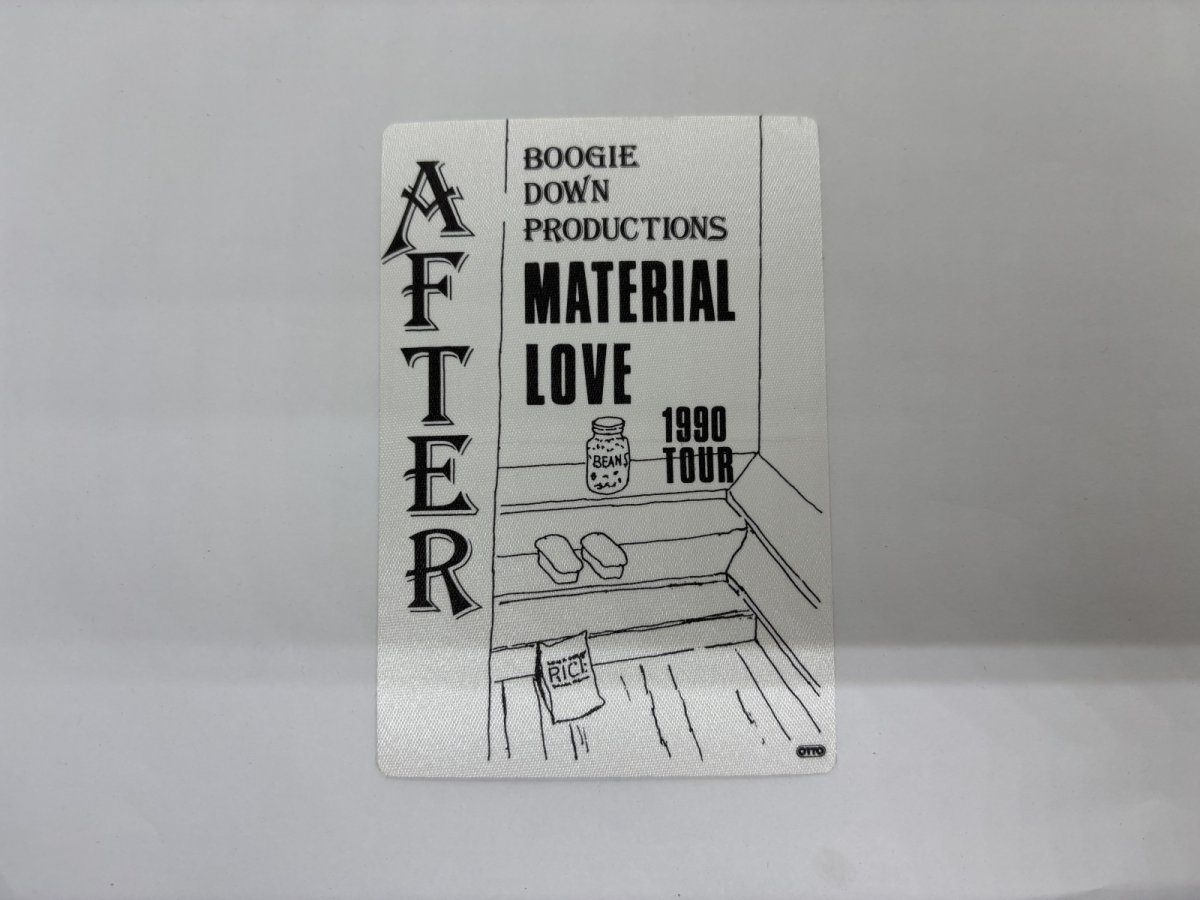 AFTER
BOOGIE
DOWN
PRODUCTIONS
MATERIAL
LOVE
1990
TOUR
BEANS
RICE
OTTO